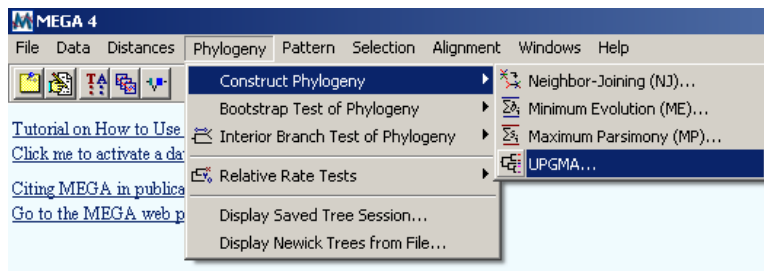 MEGA 4
File Data Distances Phylogeny Pattern Selection Alignment Windows Help
TA
Construct Phylogeny
Bootstrap Test of Phylogeny
Interior Branch Test of Phylogeny
Relative Rate Tests
Display Saved Tree Session...
Display Newick Trees from File...
Neighbor-Joining (NJ)...
Minimum Evolution (ME)...
Maximum Parsimony (MP)...
UPGMA...
Tutorial on How to Use
Click me to activate a da
Citing MEGA in publica
Go to the MEGA web p